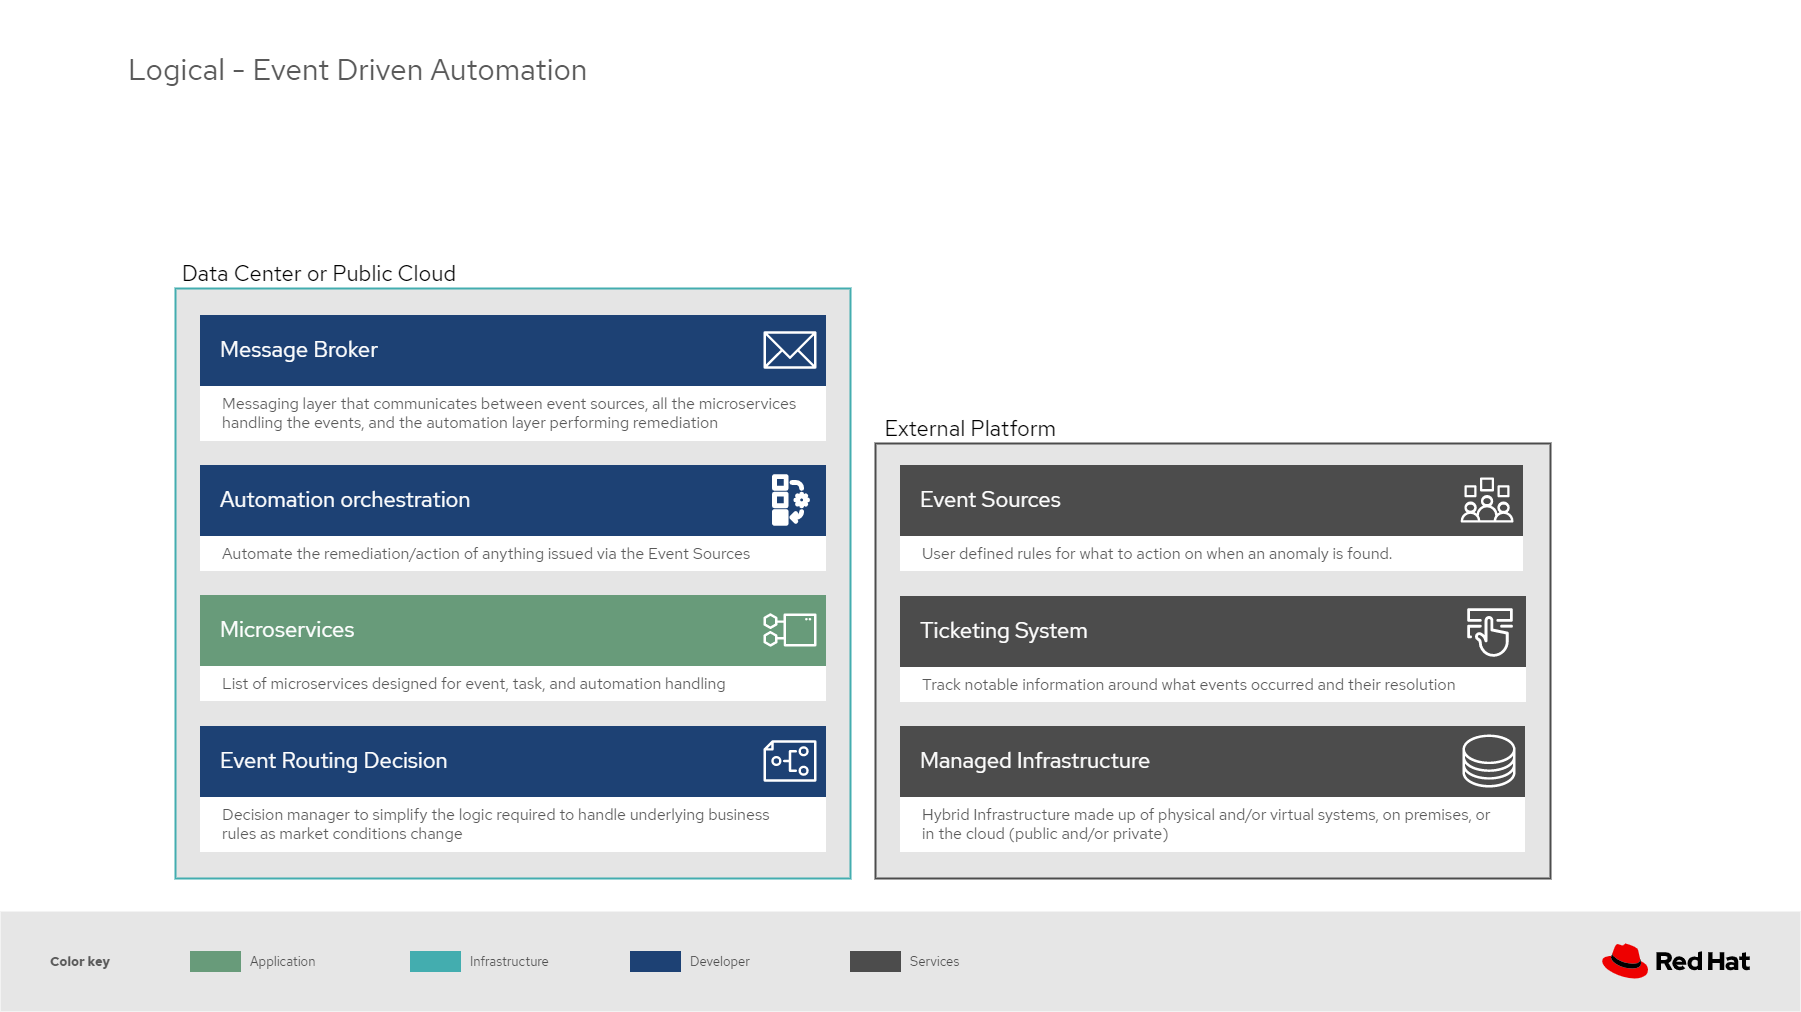 Logical - Event Driven Automation
Data Center or Public Cloud
Message Broker
Messaging layer that communicates between event sources, all the microservices
handling the events, and the automation layer performing remediation
Automation orchestration
Automate the remediation/action of anything issued via the Event Sources
Microservices
List of microservices designed for event, task, and automation handling
Event Routing Decision
Decision manager to simplify the logic required to handle underlying business
rules as market conditions change
External Platform
Event Sources
User defined rules for what to action on when an anomaly is found.
Ticketing System
Track notable information around what events occurred and their resolution
Managed Infrastructure
Hybrid Infrastructure made up of physical and/or virtual systems, on premises, or
in the cloud (public and/or private)
Color key
Application
Infrastructure
Developer
Services
Red Hat